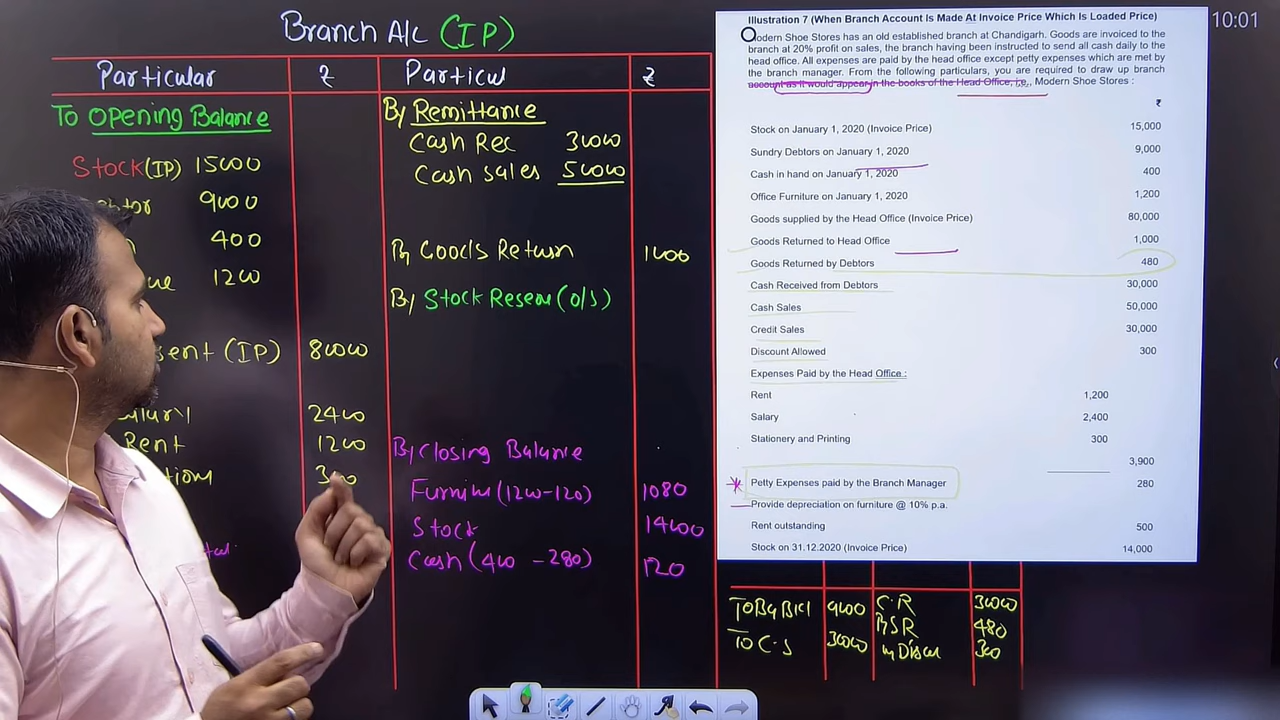 Branch A/c (IP)
Particular ₹ Particul ₹
To Opening Balance
Stock (IP) 15000
9000
400
1200
(IP) 80000
2400
Rent 1200
300
By Remittance
Cash Rec 30000
Cash Sales 50000
By Goods Return 1000
By Stock Reserv (O/S)
By Closing Balance
Furnitur (1200-120) 1080
Stock 14000
Cash (400 - 280) 120
Illustration 7 (When Branch Account Is Made At Invoice Price Which Is Loaded Price)
Modern Shoe Stores has an old established branch at Chandigarh. Goods are invoiced to the
branch at 20% profit on sales, the branch having been instructed to send all cash daily to the
head office. All expenses are paid by the head office except petty expenses which are met by
the branch manager. From the following particulars, you are required to draw up branch
account as it would appear in the books of the Head Office, i.e., Modern Shoe Stores :
₹
Stock on January 1, 2020 (Invoice Price) 15,000
Sundry Debtors on January 1, 2020 9,000
Cash in hand on January 1, 2020 400
Office Furniture on January 1, 2020 1,200
Goods supplied by the Head Office (Invoice Price) 80,000
Goods Returned to Head Office 1,000
Goods Returned by Debtors 480
Cash Received from Debtors 30,000
Cash Sales 50,000
Credit Sales 30,000
Discount Allowed 300
Expenses Paid by the Head Office :
Rent 1,200
Salary 2,400
Stationery and Printing 300
3,900
Petty Expenses paid by the Branch Manager 280
Provide depreciation on furniture @ 10% p.a.
Rent outstanding 500
Stock on 31.12.2020 (Invoice Price) 14,000
9000 C.R 30000
To C.S 30000 SR 480
300
10:01